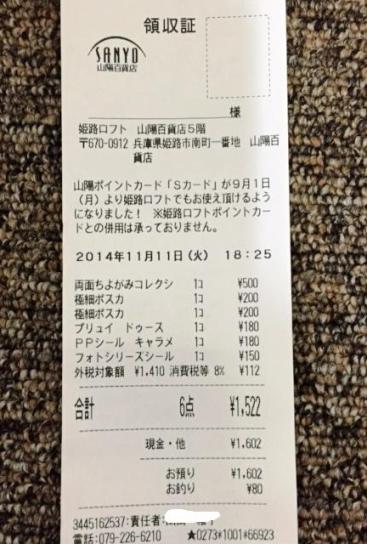 領収証
SANYO
山陽百貨店
様
姫路ロフト 山陽百貨店5階
〒670-0912 兵庫県姫路市南町一番地 山陽百
貨店
山陽ポイントカード「Sカード」が9月1日
(月)より姫路ロフトでもお使え頂けるよう
になりました! ※姫路ロフトポイントカー
ドとの併用は承っておりません。
2014年11月11日(火) 18:25
両面ちよがみコレクシ 1コ ¥500
極細ポスカ 1コ ¥200
極細ポスカ 1コ ¥200
プリュイ ドゥース 1コ ¥180
PPシール キャラメ 1コ ¥180
フォトシリーズシール 1コ ¥150
外税対象額 ¥1,410 消費税等 8% ¥112
合計 6点 ¥1,522
現金・他 ¥1,602
お預り ¥1,602
お釣り ¥80
3445162537:責任者:
電話:079-226-6210 ★0273*1001*66923